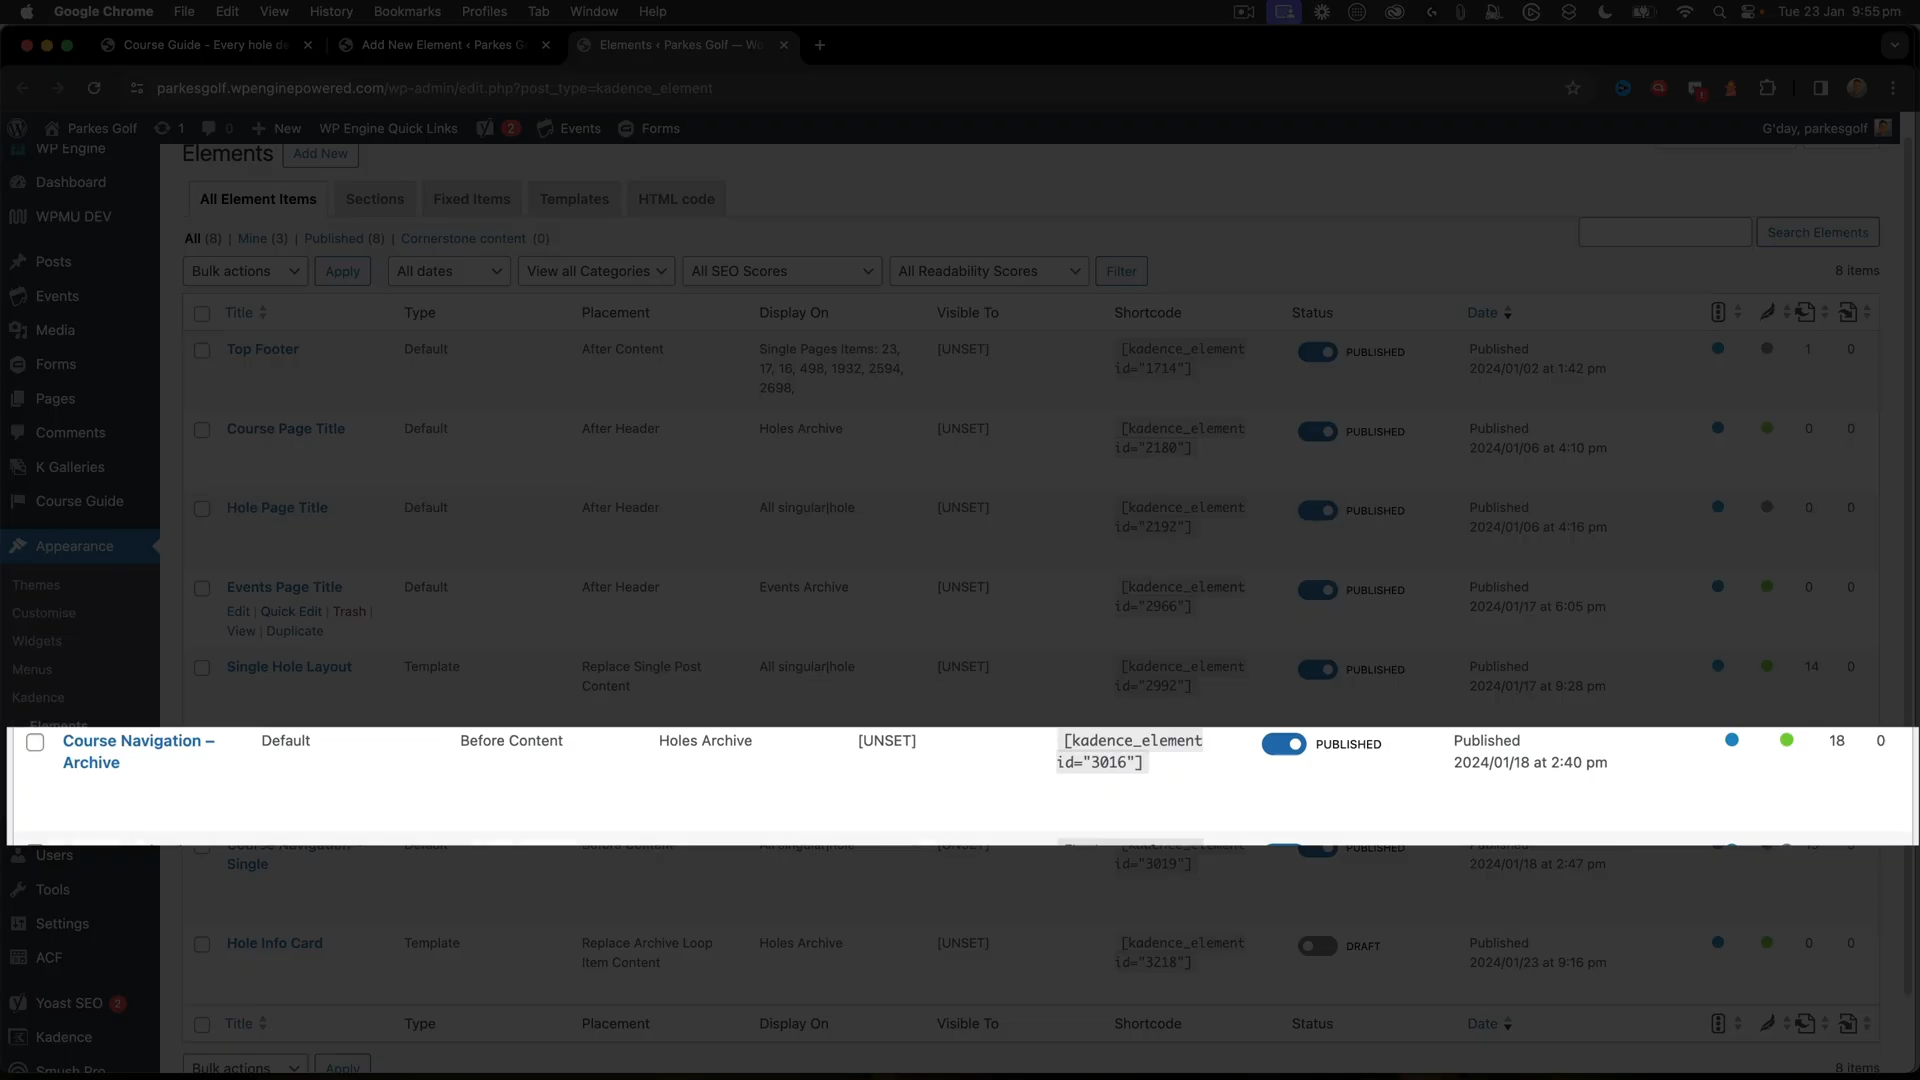 Google Chrome File Edit View History Bookmarks Profiles Tab Window Help Tue 23 Jan 9:55 pm
Course Guide - Every hole de
Add New Element ‹ Parkes G
Elements ‹ Parkes Golf — Wo
parkesgolf.wpenginepowered.com/wp-admin/edit.php?post_type=kadence_element
Parkes Golf 1 0 New WP Engine Quick Links 2 Events Forms G'day, parkesgolf
WP Engine
Dashboard
WPMU DEV
Posts
Events
Media
Forms
Pages
Comments
K Galleries
Course Guide
Appearance
Themes
Customise
Widgets
Menus
Kadence
Elements
Users
Tools
Settings
ACF
Yoast SEO 2
Kadence
Smush Pro
Elements Add New
All Element Items Sections Fixed Items Templates HTML code
All (8) | Mine (3) | Published (8) | Cornerstone content (0)
Search Elements
Bulk actions Apply All dates View all Categories All SEO Scores All Readability Scores Filter 8 items
Title Type Placement Display On Visible To Shortcode Status Date
Top Footer Default After Content Single Pages items: 23, [UNSET] [kadence_element PUBLISHED Published 1 0
17, 16, 498, 1932, 2594, id="1714"] 2024/01/02 at 1:42 pm
2698,
Course Page Title Default After Header Holes Archive [UNSET] [kadence_element PUBLISHED Published 0 0
id="2180"] 2024/01/06 at 4:10 pm
Hole Page Title Default After Header All singular|hole [UNSET] [kadence_element PUBLISHED Published 0 0
id="2192"] 2024/01/06 at 4:16 pm
Events Page Title Default After Header Events Archive [UNSET] [kadence_element PUBLISHED Published 0 0
Edit | Quick Edit | Trash | id="2966"] 2024/01/17 at 6:05 pm
View | Duplicate
Single Hole Layout Template Replace Single Post All singular|hole [UNSET] [kadence_element PUBLISHED Published 14 0
Content id="2992"] 2024/01/17 at 9:28 pm
Course Navigation – Default Before Content Holes Archive [UNSET] [kadence_element PUBLISHED Published 18 0
Archive id="3016"] 2024/01/18 at 2:40 pm
Course Navigation Default Before Content All singular|hole [UNSET] PUBLISHED
Single id="3019"] 2024/01/18 at 2:47 pm
Hole Info Card Template Replace Archive Loop Holes Archive [UNSET] [kadence_element DRAFT Published 0 0
Item Content id="3218"] 2024/01/23 at 9:16 pm
Title Type Placement Display On Visible To Shortcode Status Date
Bulk actions Apply 8 items